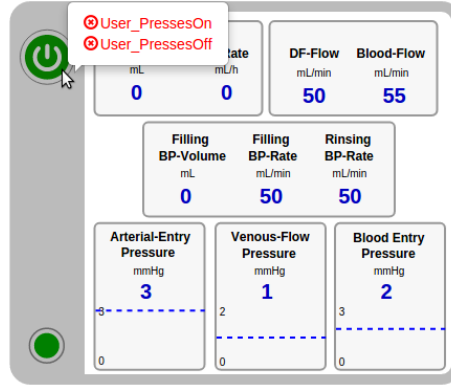 User_PressesOn
User_PressesOff
ate
DF-Flow Blood-Flow
mL mL/h mL/min mL/min
0 0 50 55
Filling Filling Rinsing
BP-Volume BP-Rate BP-Rate
mL mL/min mL/min
0 50 50
Arterial-Entry Venous-Flow Blood Entry
Pressure Pressure Pressure
mmHg mmHg mmHg
3 1 2
3 2 3
0 0 0